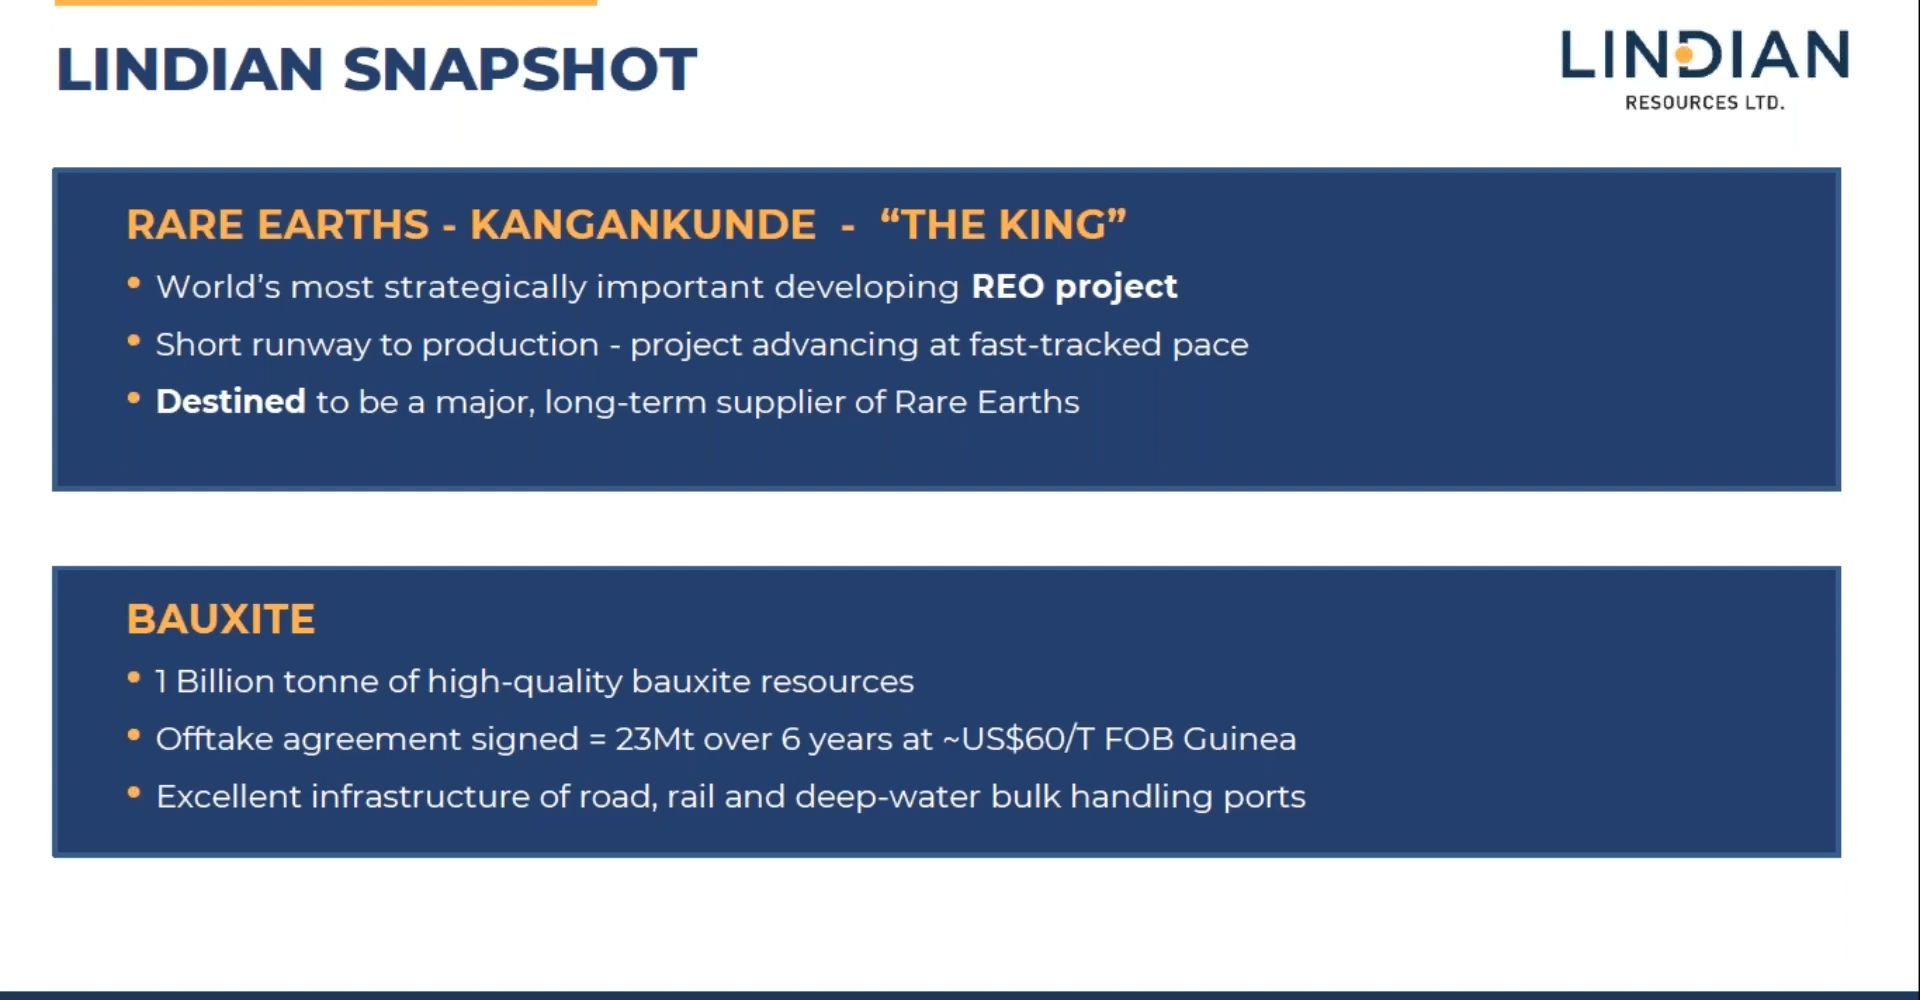 LINDIAN SNAPSHOT
LINDIAN
RESOURCES LTD.
RARE EARTHS - KANGANKUNDE - “THE KING”
• World’s most strategically important developing REO project
• Short runway to production - project advancing at fast-tracked pace
• Destined to be a major, long-term supplier of Rare Earths
BAUXITE
• 1 Billion tonne of high-quality bauxite resources
• Offtake agreement signed = 23Mt over 6 years at ~US$60/T FOB Guinea
• Excellent infrastructure of road, rail and deep-water bulk handling ports